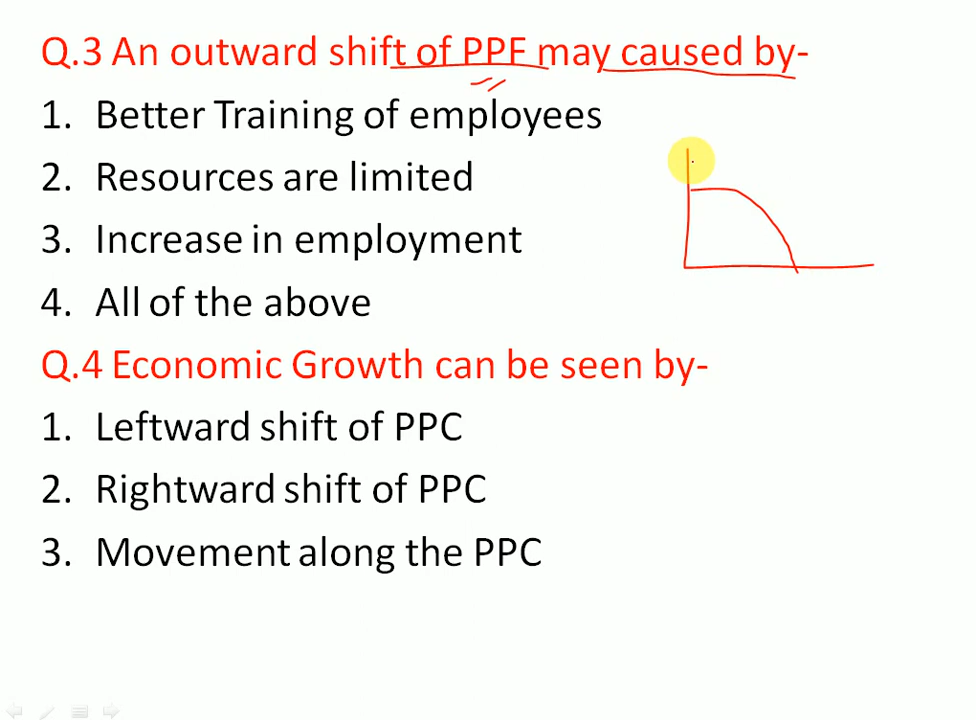 Q.3 An outward shift of PPF may caused by-
1. Better Training of employees
2. Resources are limited
3. Increase in employment
4. All of the above
Q.4 Economic Growth can be seen by-
1. Leftward shift of PPC
2. Rightward shift of PPC
3. Movement along the PPC